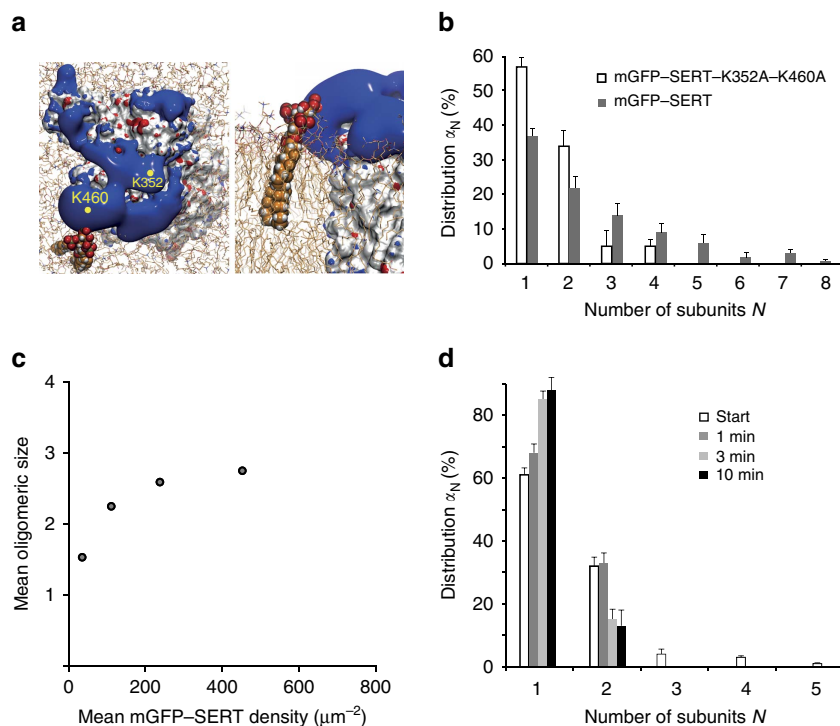 a
K460
K352
b
Distribution αN (%)
60
50
40
30
20
10
0
mGFP–SERT–K352A–K460A
mGFP–SERT
1 2 3 4 5 6 7 8
Number of subunits N
c
Mean oligomeric size
4
3
2
1
0 200 400 600 800
Mean mGFP–SERT density (μm⁻²)
d
Distribution αN (%)
80
60
40
20
0
Start
1 min
3 min
10 min
1 2 3 4 5
Number of subunits N